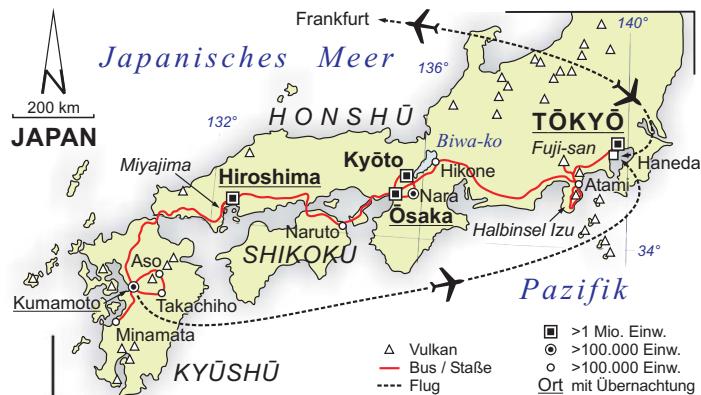 Frankfurt
140°
Japanisches Meer
136°
200 km
JAPAN
132°
HONSHŪ
TŌKYŌ
Fuji-san
Haneda
Biwa-ko
Kyōto
Hikone
Miyajima
Hiroshima
Nara
Atami
Ōsaka
Naruto
Halbinsel Izu
SHIKOKU
34°
Aso
Kumamoto
Takachiho
Pazifik
Minamata
KYŪSHŪ
Vulkan
Bus / Staße
Flug
>1 Mio. Einw.
>100.000 Einw.
>100.000 Einw.
Ort mit Übernachtung